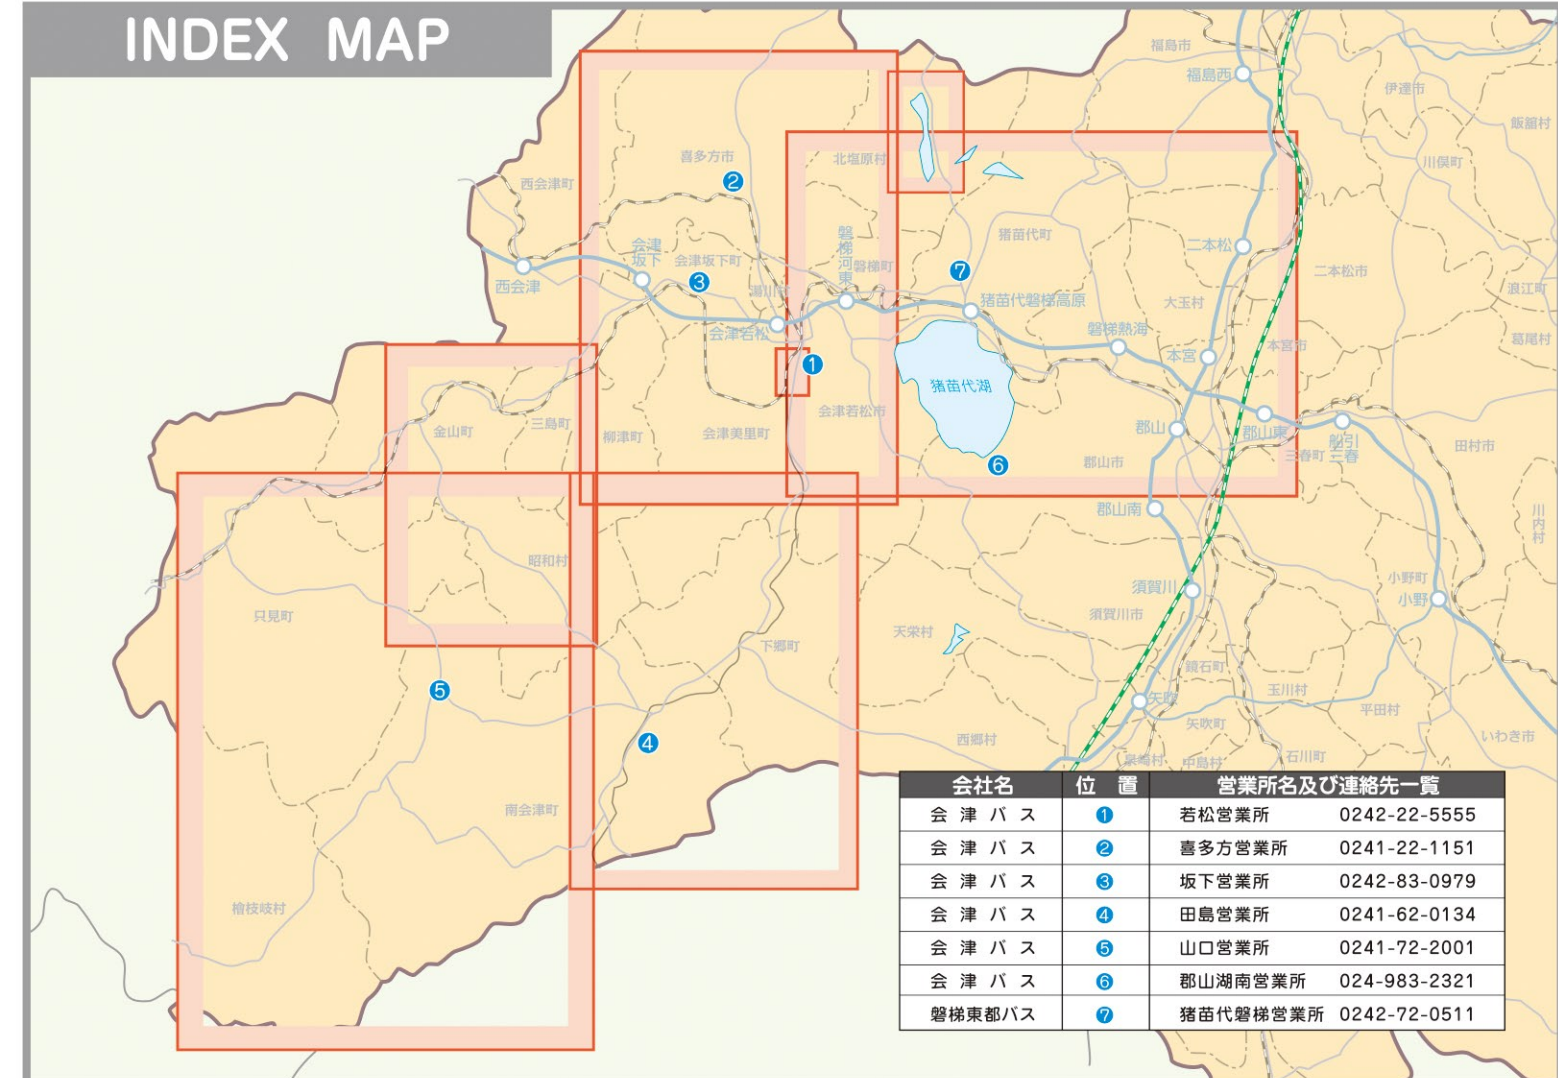 INDEX MAP
福島市
福島西
伊達市
飯舘村
川俣町
喜多方市
北塩原村
西会津町
②
猪苗代町
会津
坂下
会津坂下町
③
磐梯河東
磐梯町
⑦
二本松
二本松市
浪江町
西会津
湯川村
猪苗代磐梯高原
大玉村
会津若松
磐梯熱海
本宮
本宮市
葛尾村
①
猪苗代湖
金山町
三島町
柳津町
会津美里町
会津若松市
郡山
郡山東
船引
三春
田村市
⑥
郡山市
三春町
郡山南
川内村
昭和村
只見町
須賀川
須賀川市
小野町
小野
天栄村
下郷町
鏡石町
⑤
矢吹
玉川村
平田村
④
西郷村
矢吹町
いわき市
泉崎村
中島村
石川町
南会津町
檜枝岐村
会社名 位 置 営業所名及び連絡先一覧
会 津 バ ス ① 若松営業所 0242-22-5555
会 津 バ ス ② 喜多方営業所 0241-22-1151
会 津 バ ス ③ 坂下営業所 0242-83-0979
会 津 バ ス ④ 田島営業所 0241-62-0134
会 津 バ ス ⑤ 山口営業所 0241-72-2001
会 津 バ ス ⑥ 郡山湖南営業所 024-983-2321
磐梯東都バス ⑦ 猪苗代磐梯営業所 0242-72-0511